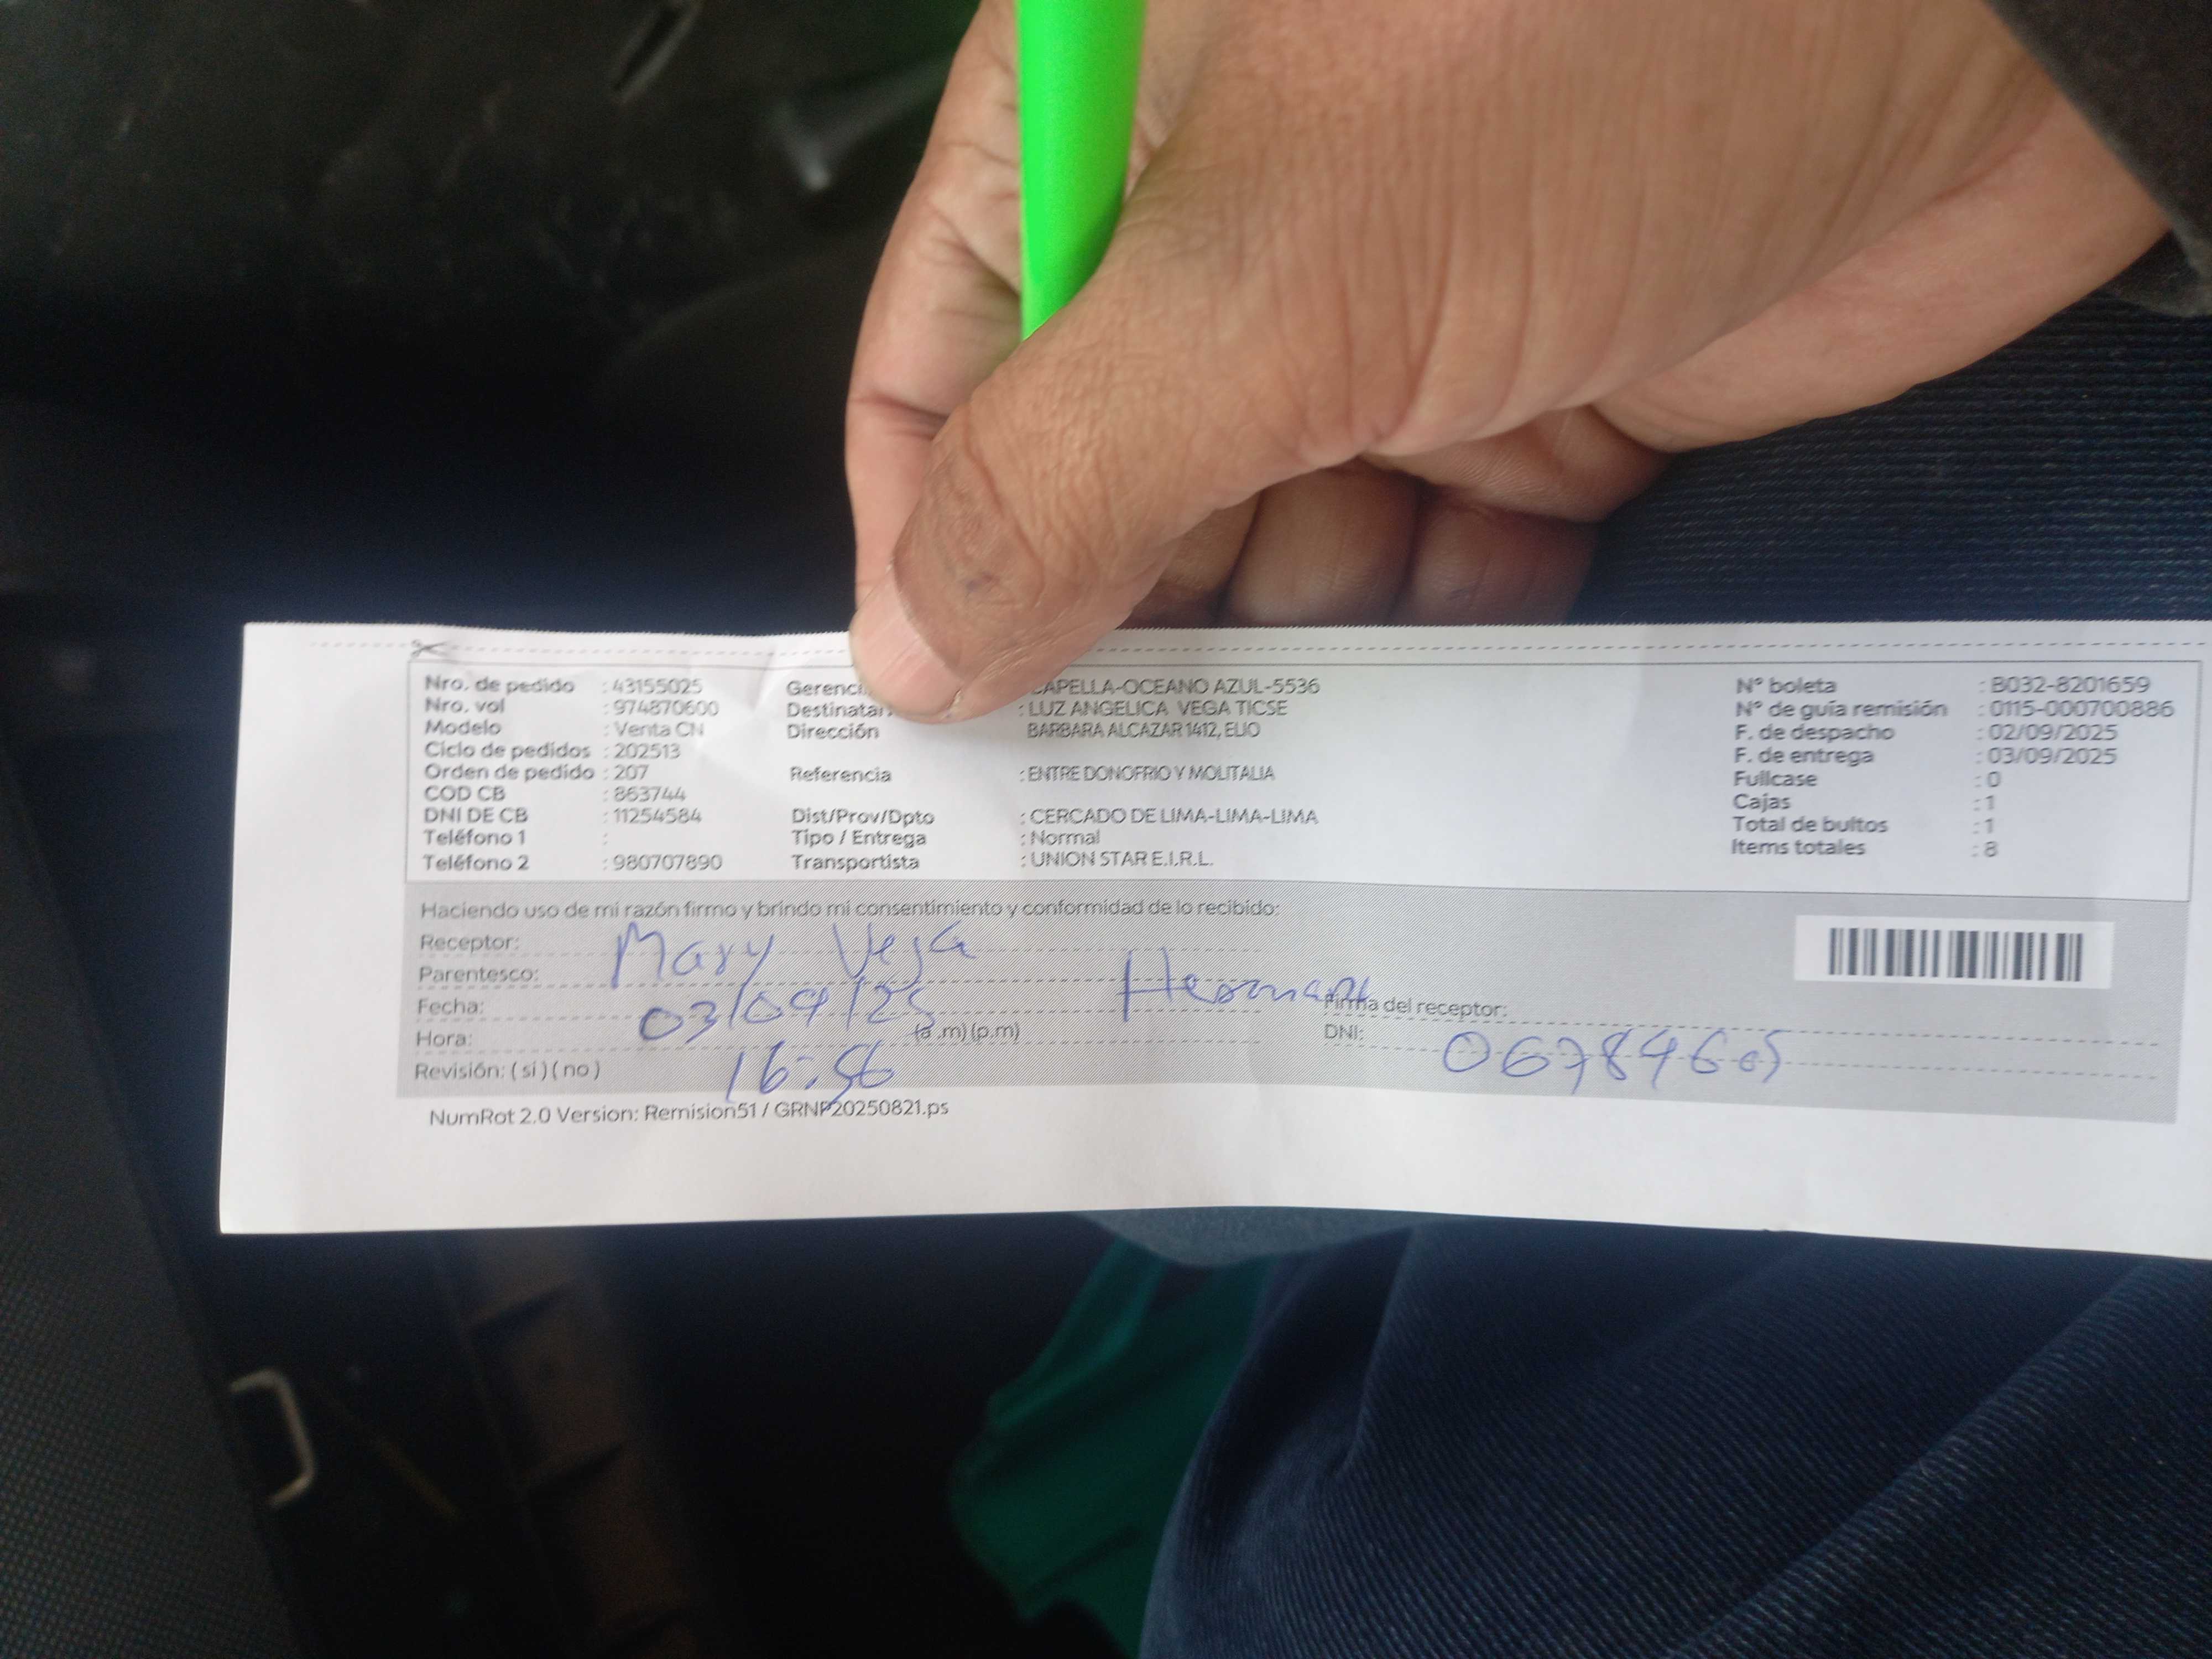 Nro. de pedido : 43155025 Gerenci CAPELLA-OCEANO AZUL-5536 N° boleta : B032-8201659
Nro. vol : 974870600 Destinatar : LUZ ANGELICA VEGA TICSE N° de guía remisión : 0115-000700886
Modelo : Venta CN Dirección BARBARA ALCAZAR 1412, ELIO F. de despacho : 02/09/2025
Ciclo de pedidos : 202513 F. de entrega : 03/09/2025
Orden de pedido : 207 Referencia : ENTRE DONOFRIO Y MOLITALIA Fullcase : 0
COD CB : 863744 Cajas : 1
DNI DE CB : 11254584 Dist/Prov/Dpto : CERCADO DE LIMA-LIMA-LIMA Total de bultos : 1
Teléfono 1 : Tipo / Entrega : Normal Items totales : 8
Teléfono 2 : 980707890 Transportista : UNION STAR E.I.R.L.
Haciendo uso de mi razón firmo y brindo mi consentimiento y conformidad de lo recibido:
Receptor: Mary Vega
Parentesco: Hermana
Fecha: 03/09/25 Firma del receptor:
Hora: 16:56 (a .m) (p.m) DNI:
Revisión: ( si ) ( no )
NumRot 2.0 Version: Remision51 / GRNP20250821.ps